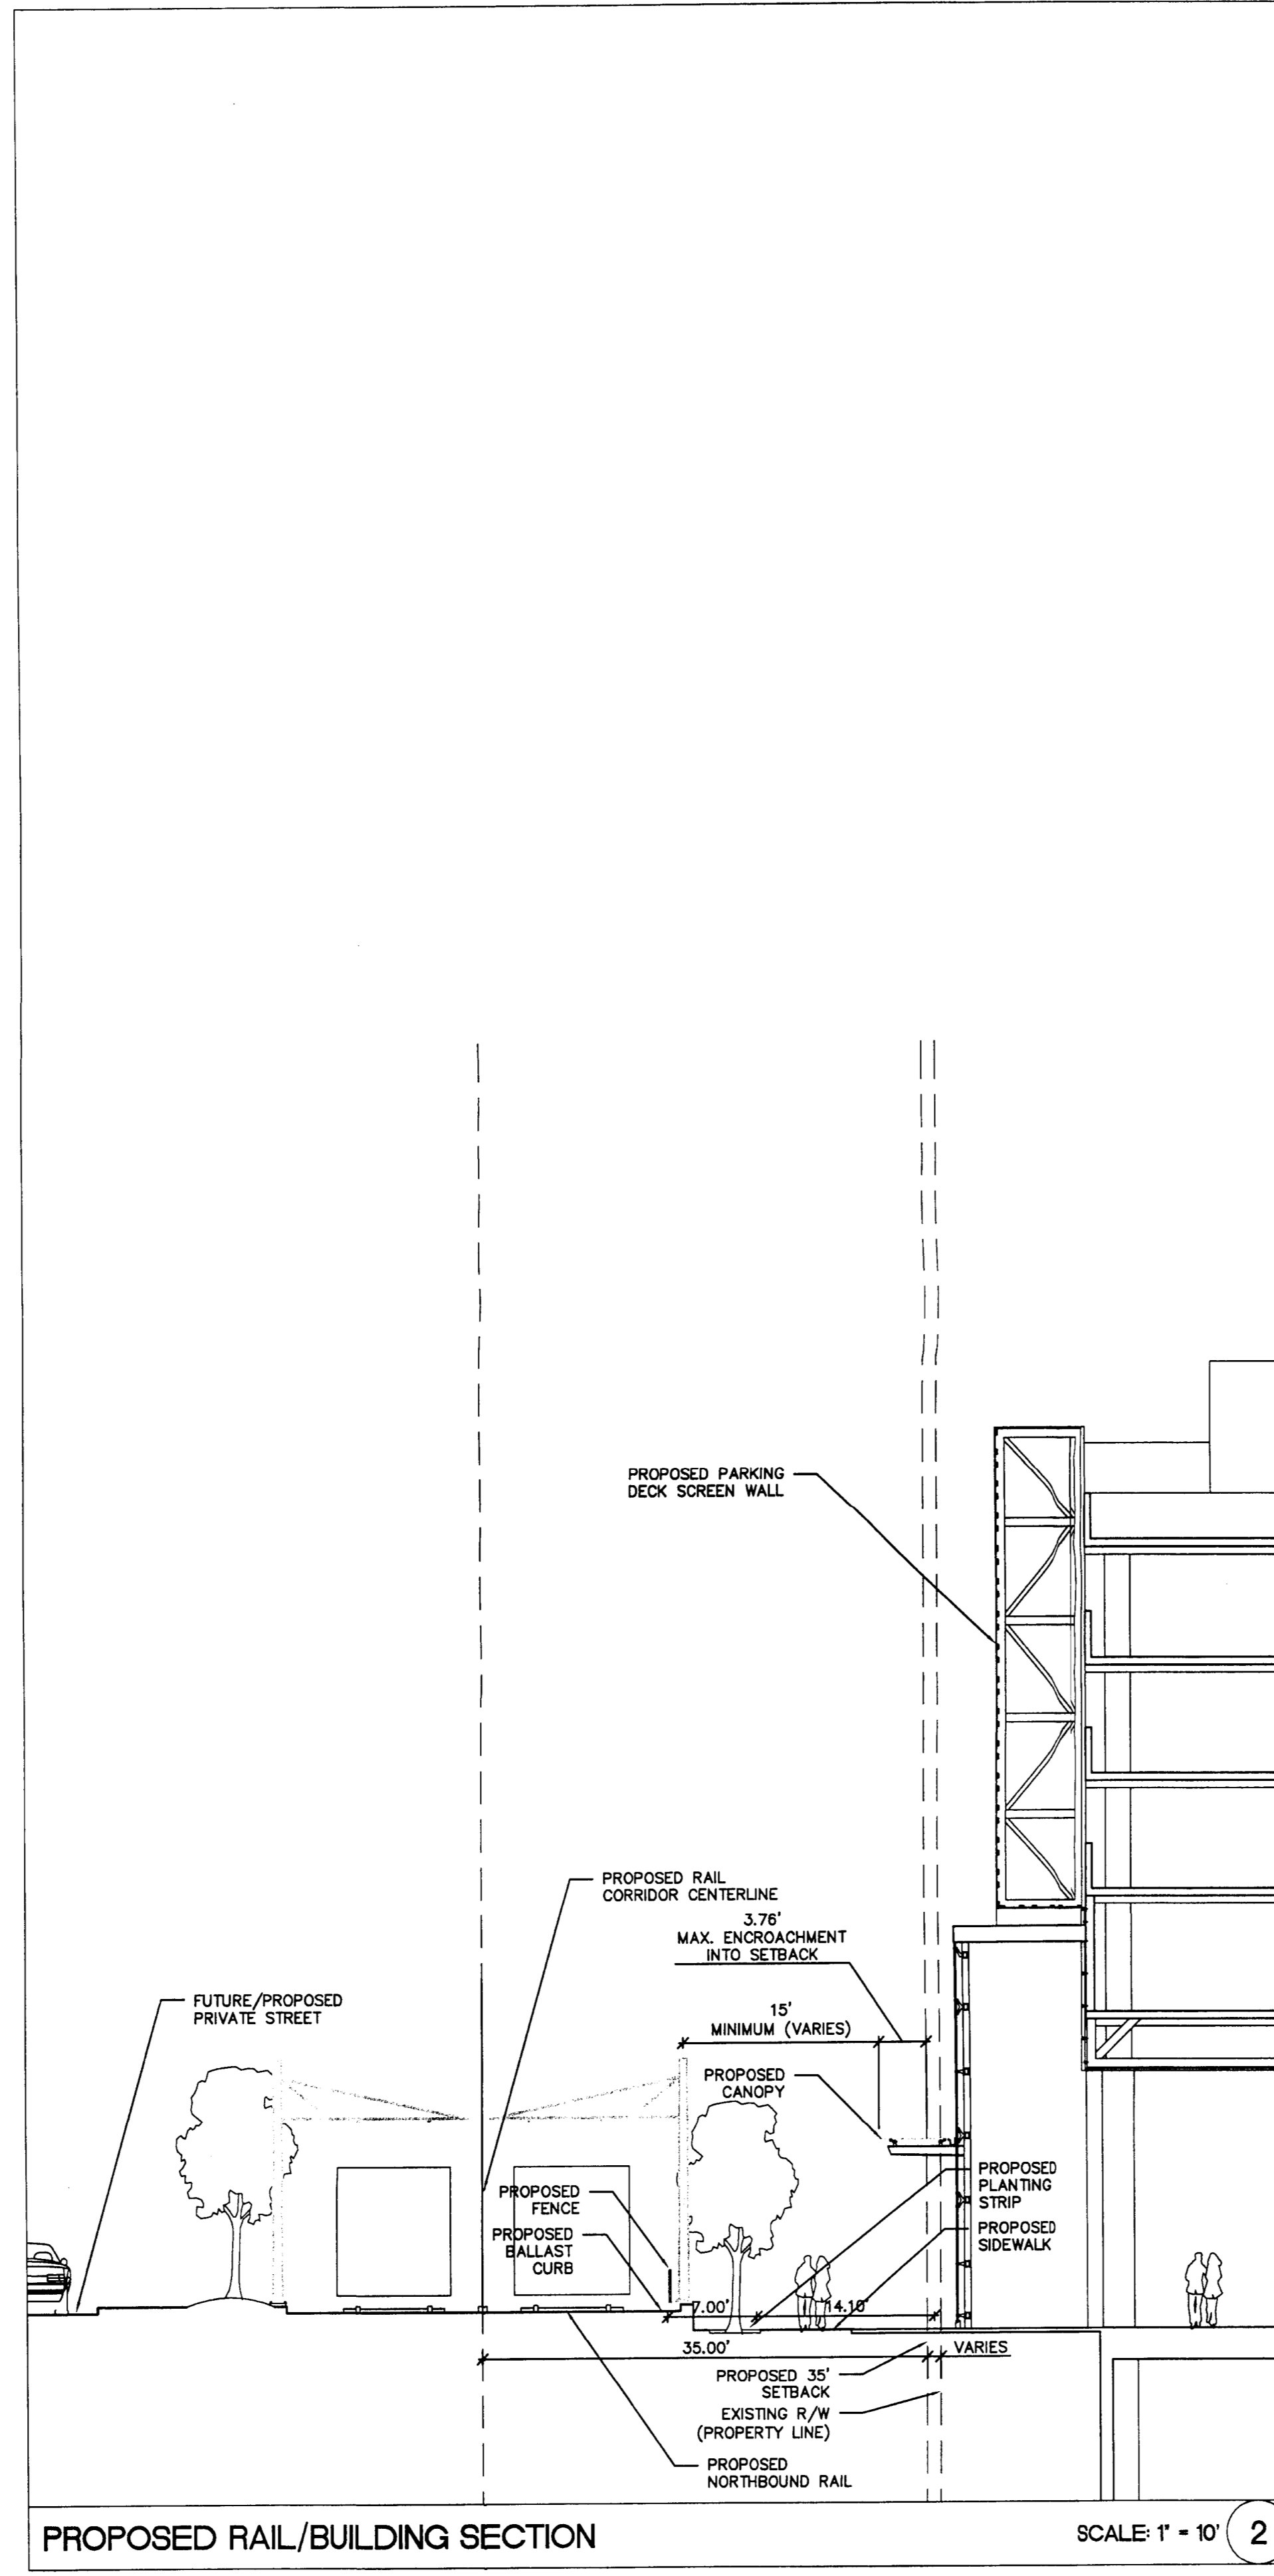 PROPOSED PARKING
DECK SCREEN WALL
PROPOSED RAIL
CORRIDOR CENTERLINE
3.76'
MAX. ENCROACHMENT
INTO SETBACK
FUTURE/PROPOSED
PRIVATE STREET
15'
MINIMUM (VARIES)
PROPOSED
CANOPY
PROPOSED
PLANTING
STRIP
PROPOSED
FENCE
PROPOSED
BALLAST
CURB
PROPOSED
SIDEWALK
7.00'
14.10'
35.00'
VARIES
PROPOSED 35'
SETBACK
EXISTING R/W
(PROPERTY LINE)
PROPOSED
NORTHBOUND RAIL
PROPOSED RAIL/BUILDING SECTION
SCALE: 1" = 10'
2